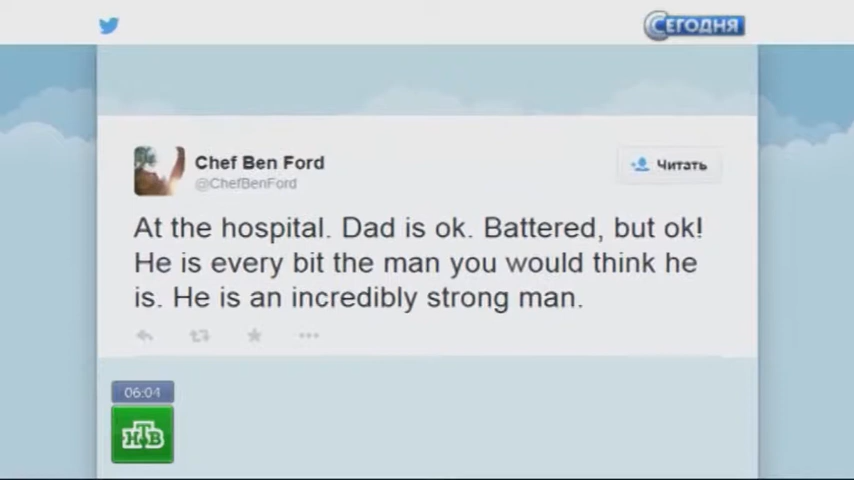 СЕГОДНЯ
Chef Ben Ford
@ChefBenFord
Читать
At the hospital. Dad is ok. Battered, but ok!
He is every bit the man you would think he
is. He is an incredibly strong man.
06:04
НТВ